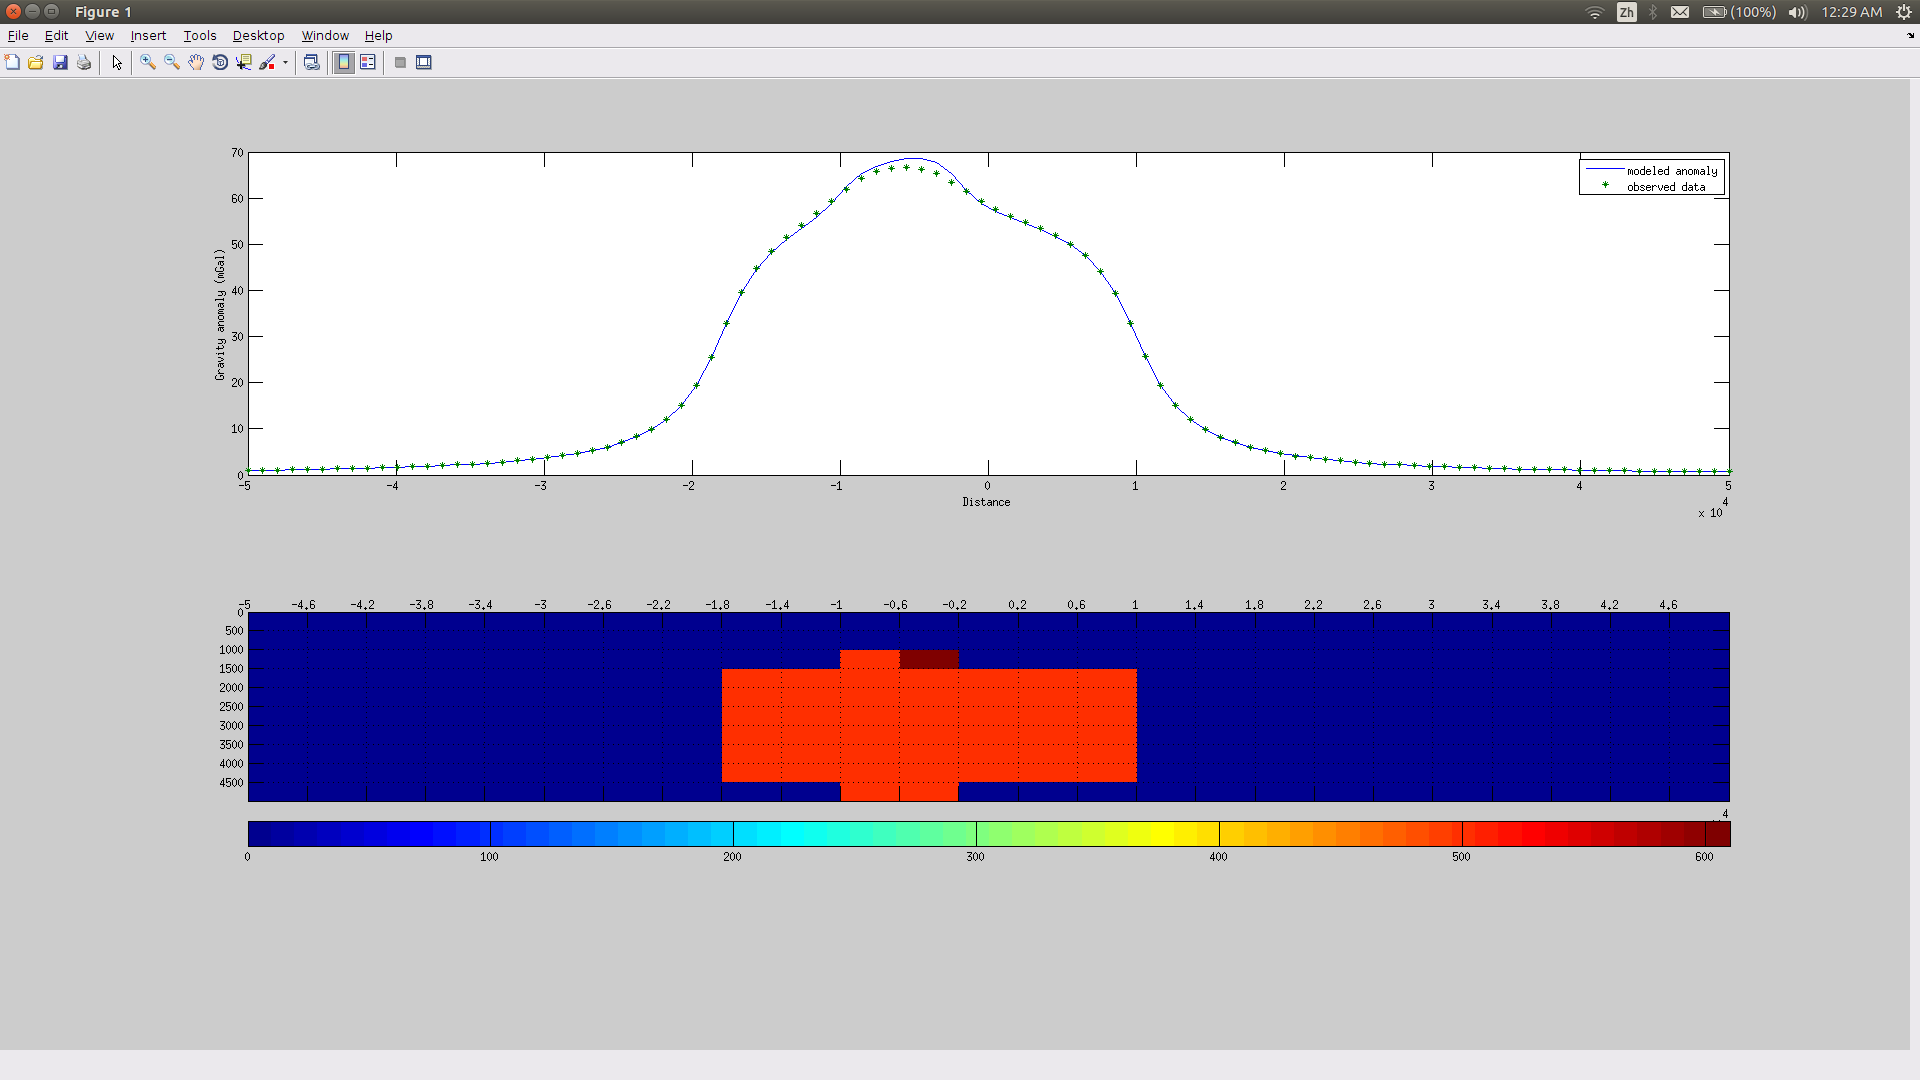 Figure 1
Zh
(100%)
12:29 AM
File Edit View Insert Tools Desktop Window Help
modeled anomaly
observed data
Gravity anomaly (mGal)
70
60
50
40
30
20
10
0
-5 -4 -3 -2 -1 0 1 2 3 4 5
Distance
x 10
4
-5 -4.6 -4.2 -3.8 -3.4 -3 -2.6 -2.2 -1.8 -1.4 -1 -0.6 -0.2 0.2 0.6 1 1.4 1.8 2.2 2.6 3 3.4 3.8 4.2 4.6
0
500
1000
1500
2000
2500
3000
3500
4000
4500
4
0 100 200 300 400 500 600